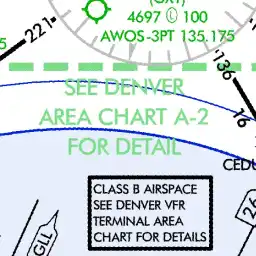 4697 Ⓛ 100
AWOS-3PT 135.175
221
136
SEE DENVER
AREA CHART A-2
FOR DETAIL
16
CLASS B AIRSPACE
SEE DENVER VFR
TERMINAL AREA
CHART FOR DETAILS
CEDU
26
GLL